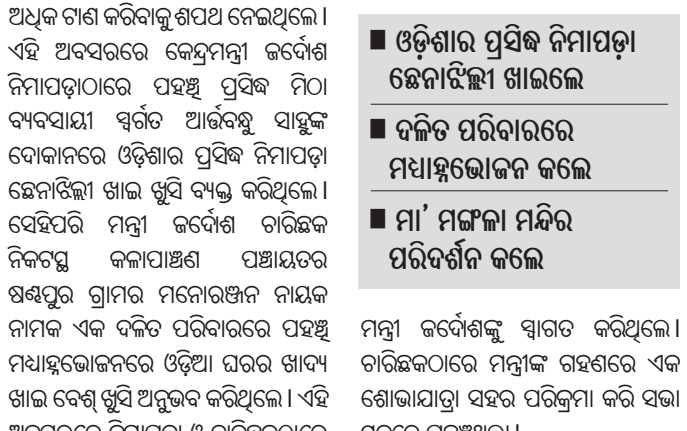 ଅଧିକ ଟାଣ କରିବାକୁ ଶପଥ ନେଇଥିଲେ ।
ଏହି ଅବସରରେ କେନ୍ଦ୍ରମନ୍ତ୍ରୀ ଜର୍ଦୋଶ
ନିମାପଡ଼ାଠାରେ ପହଞ୍ଚି ପ୍ରସିଦ୍ଧ ମିଠା
ବ୍ୟବସାୟୀ ସ୍ୱର୍ଗତ ଆର୍ତ୍ତବନ୍ଧୁ ସାହୁଙ୍କ
ଦୋକାନରେ ଓଡ଼ିଶାର ପ୍ରସିଦ୍ଧ ନିମାପଡ଼ା
ଛେନାଝିଲ୍ଲୀ ଖାଇ ଖୁସି ବ୍ୟକ୍ତ କରିଥିଲେ ।
ସେହିପରି ମନ୍ତ୍ରୀ ଜର୍ଦୋଶ ଚାରିଛକ
ନିକଟସ୍ଥ କଳାପାଞ୍ଚଣ ପଞ୍ଚାୟତର
ଷଣ୍ଢପୁର ଗ୍ରାମର ମନୋରଞ୍ଜନ ନାୟକ
ନାମକ ଏକ ଦଳିତ ପରିବାରରେ ପହଞ୍ଚି
ମଧ୍ୟାହ୍ନଭୋଜନରେ ଓଡ଼ିଆ ଘରର ଖାଦ୍ୟ
ଖାଇ ବେଶ୍ ଖୁସି ଅନୁଭବ କରିଥିଲେ । ଏହି
■ ଓଡ଼ିଶାର ପ୍ରସିଦ୍ଧ ନିମାପଡ଼ା
ଛେନାଝିଲ୍ଲୀ ଖାଇଲେ
■ ଦଳିତ ପରିବାରରେ
ମଧ୍ୟାହ୍ନଭୋଜନ କଲେ
■ ମା' ମଙ୍ଗଳା ମନ୍ଦିର
ପରିଦର୍ଶନ କଲେ
ମନ୍ତ୍ରୀ ଜର୍ଦୋଶଙ୍କୁ ସ୍ୱାଗତ କରିଥିଲେ ।
ଚାରିଛକଠାରେ ମନ୍ତ୍ରୀଙ୍କ ଗହଣରେ ଏକ
ଶୋଭାଯାତ୍ରା ସହର ପରିକ୍ରମା କରି ସଭା